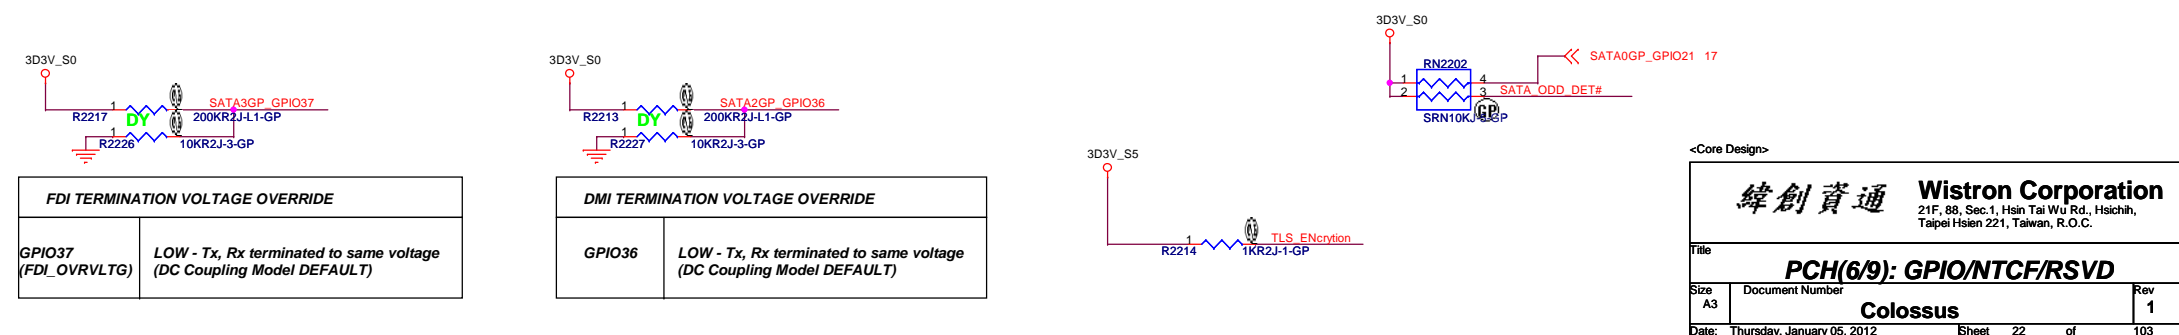 3D3V_S0
R2217
1
DY
SATA3GP_GPIO37
200KR2J-L1-GP
1
R2226
10KR2J-3-GP
FDI TERMINATION VOLTAGE OVERRIDE
GPIO37
(FDI_OVRVLTG)
LOW - Tx, Rx terminated to same voltage
(DC Coupling Model DEFAULT)
3D3V_S0
R2213
1
DY
SATA2GP_GPIO36
200KR2J-L1-GP
1
R2227
10KR2J-3-GP
DMI TERMINATION VOLTAGE OVERRIDE
GPIO36
LOW - Tx, Rx terminated to same voltage
(DC Coupling Model DEFAULT)
3D3V_S5
1
R2214
TLS_ENcrytion
1KR2J-1-GP
3D3V_S0
RN2202
1
2
4
3
SATA0GP_GPIO21 17
SATA_ODD_DET#
GP
<Core Design>
緯創資通
Wistron Corporation
21F, 88, Sec.1, Hsin Tai Wu Rd., Hsichih,
Taipei Hsien 221, Taiwan, R.O.C.
Title
PCH(6/9): GPIO/NTCF/RSVD
Size
A3
Document Number
Colossus
Rev
1
Date: Thursday, January 05, 2012 Sheet 22 of 103